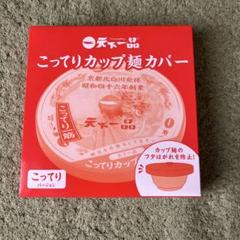 天下一品
こってりカップ麺カバー
京都北白川発祥
昭和四十六年創業
こってり
天下一品
こってりカップ
カップ麺の
フタはがれを防止!
こってり
バージョン